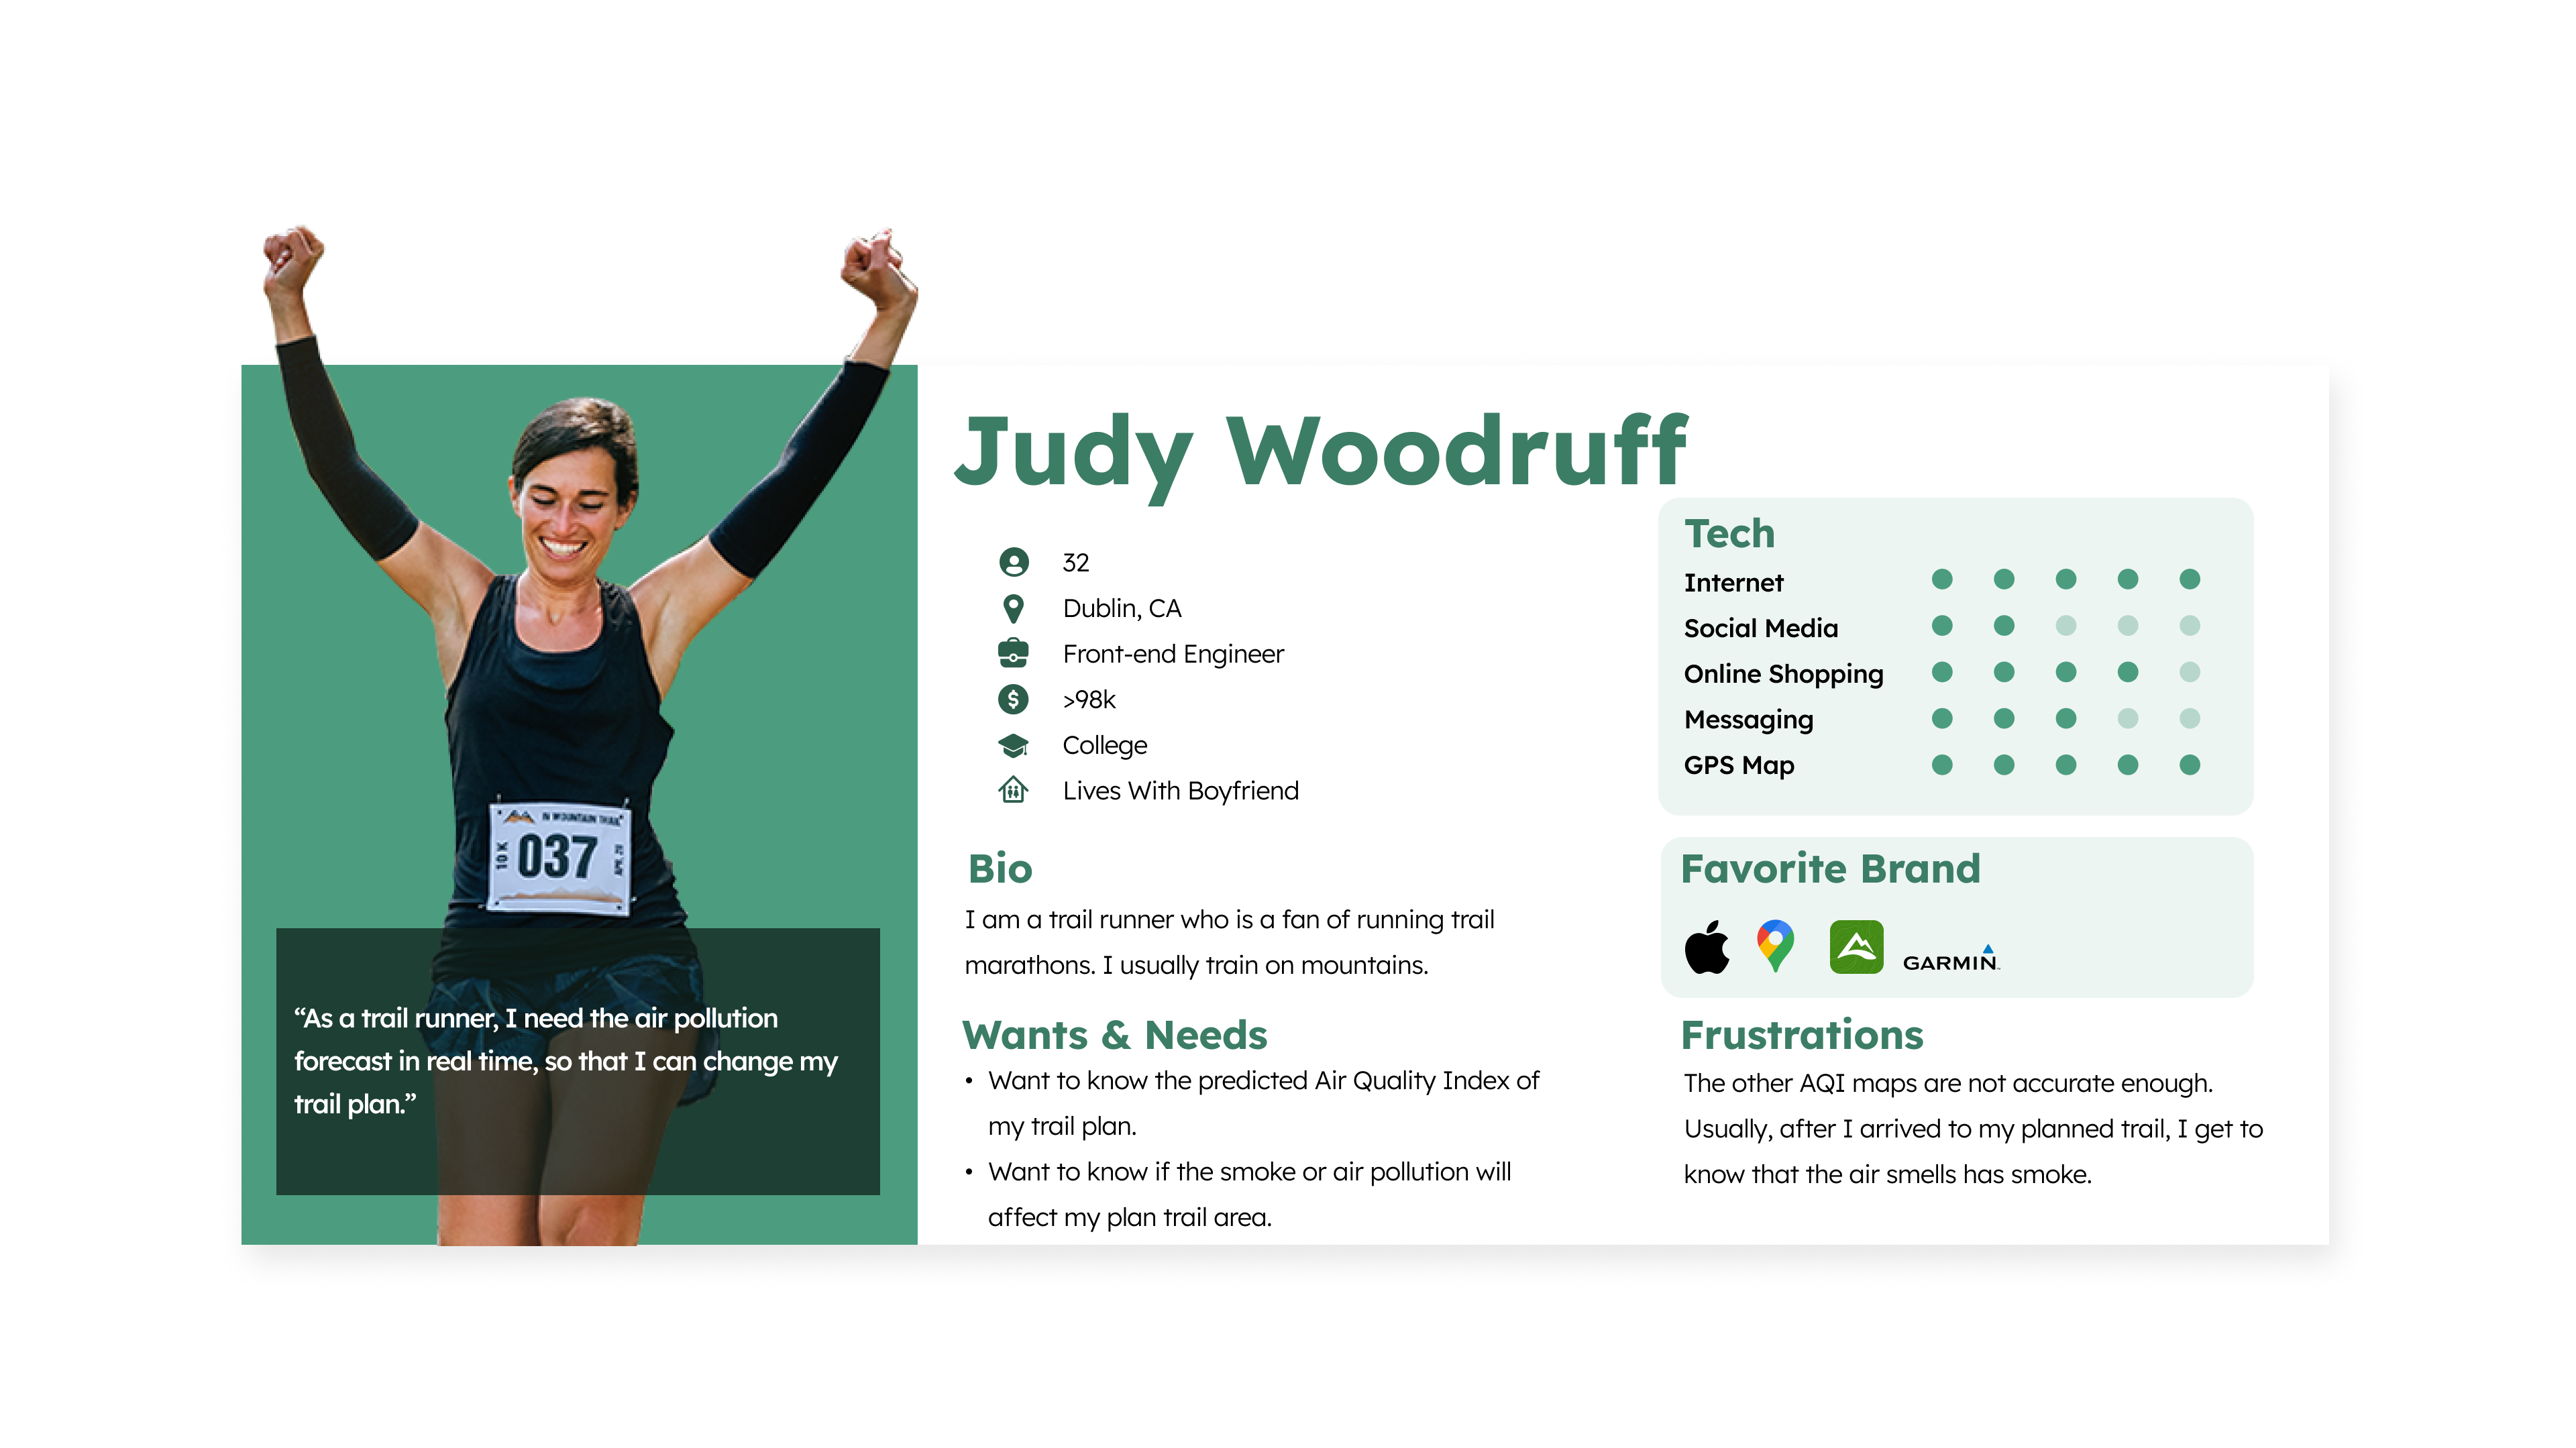 Judy Woodruff
32
Dublin, CA
Front-end Engineer
>98k
College
Lives With Boyfriend
Bio
I am a trail runner who is a fan of running trail
marathons. I usually train on mountains.
Wants & Needs
• Want to know the predicted Air Quality Index of
my trail plan.
• Want to know if the smoke or air pollution will
affect my plan trail area.
Tech
Internet
Social Media
Online Shopping
Messaging
GPS Map
Favorite Brand
GARMIN
Frustrations
The other AQI maps are not accurate enough.
Usually, after I arrived to my planned trail, I get to
know that the air smells has smoke.
MOUNTAIN TRAIL
10 K
037
“As a trail runner, I need the air pollution
forecast in real time, so that I can change my
trail plan.”